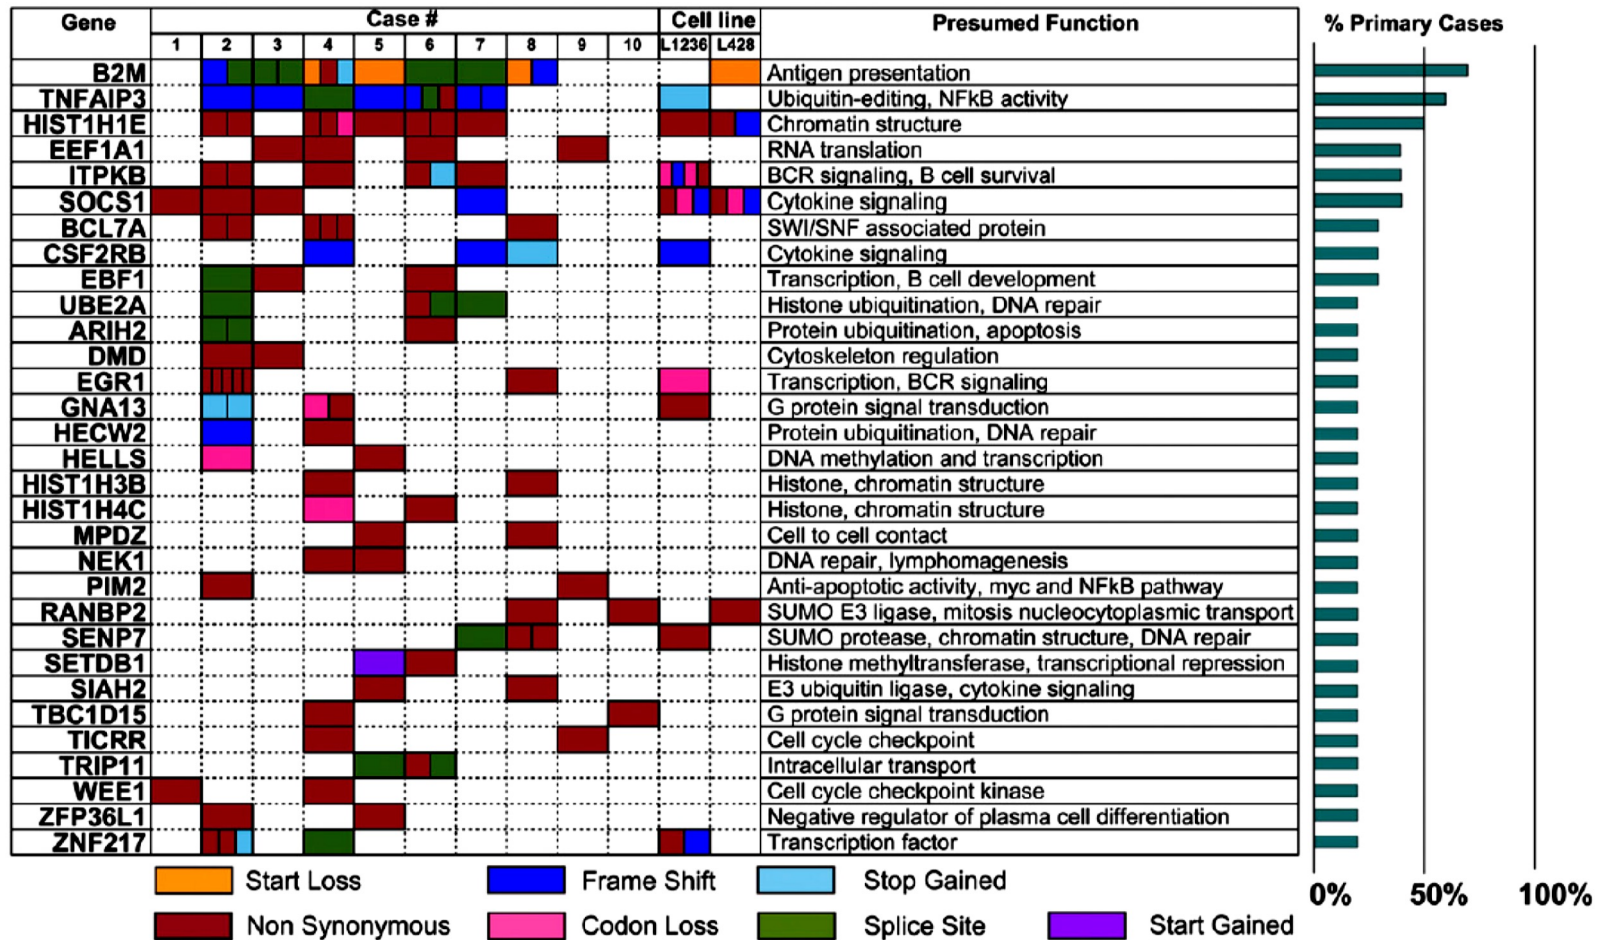 Gene Case # Cell line Presumed Function % Primary Cases
1 2 3 4 5 6 7 8 9 10 L1236 L428
B2M Antigen presentation
TNFAIP3 Ubiquitin-editing, NFkB activity
HIST1H1E Chromatin structure
EEF1A1 RNA translation
ITPKB BCR signaling, B cell survival
SOCS1 Cytokine signaling
BCL7A SWI/SNF associated protein
CSF2RB Cytokine signaling
EBF1 Transcription, B cell development
UBE2A Histone ubiquitination, DNA repair
ARIH2 Protein ubiquitination, apoptosis
DMD Cytoskeleton regulation
EGR1 Transcription, BCR signaling
GNA13 G protein signal transduction
HECW2 Protein ubiquitination, DNA repair
HELLS DNA methylation and transcription
HIST1H3B Histone, chromatin structure
HIST1H4C Histone, chromatin structure
MPDZ Cell to cell contact
NEK1 DNA repair, lymphomagenesis
PIM2 Anti-apoptotic activity, myc and NFkB pathway
RANBP2 SUMO E3 ligase, mitosis nucleocytoplasmic transport
SENP7 SUMO protease, chromatin structure, DNA repair
SETDB1 Histone methyltransferase, transcriptional repression
SIAH2 E3 ubiquitin ligase, cytokine signaling
TBC1D15 G protein signal transduction
TICRR Cell cycle checkpoint
TRIP11 Intracellular transport
WEE1 Cell cycle checkpoint kinase
ZFP36L1 Negative regulator of plasma cell differentiation
ZNF217 Transcription factor
0% 50% 100%
Start Loss Frame Shift Stop Gained
Non Synonymous Codon Loss Splice Site Start Gained